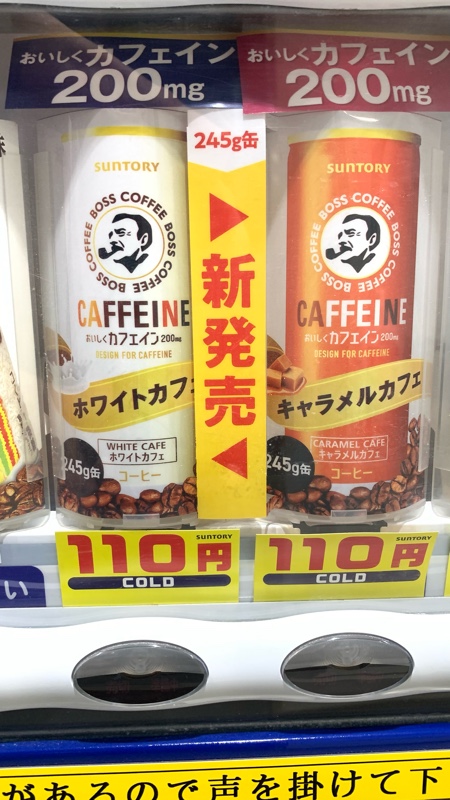 おいしくカフェイン
200mg
おいしくカフェイン
200mg
245g缶
新発売
SUNTORY
BOSS COFFEE BOSS COFFEE BOSS COFFEE
CAFFEINE
おいしくカフェイン200mg
DESIGN FOR CAFFEINE
ホワイトカフェ
WHITE CAFE
ホワイトカフェ
245g缶
コーヒー
SUNTORY
BOSS COFFEE BOSS COFFEE BOSS COFFEE
CAFFEINE
おいしくカフェイン200mg
DESIGN FOR CAFFEINE
キャラメルカフェ
CARAMEL CAFE
キャラメルカフェ
245g缶
コーヒー
SUNTORY
110円
COLD
SUNTORY
110円
COLD
い
があるので声を掛けて下